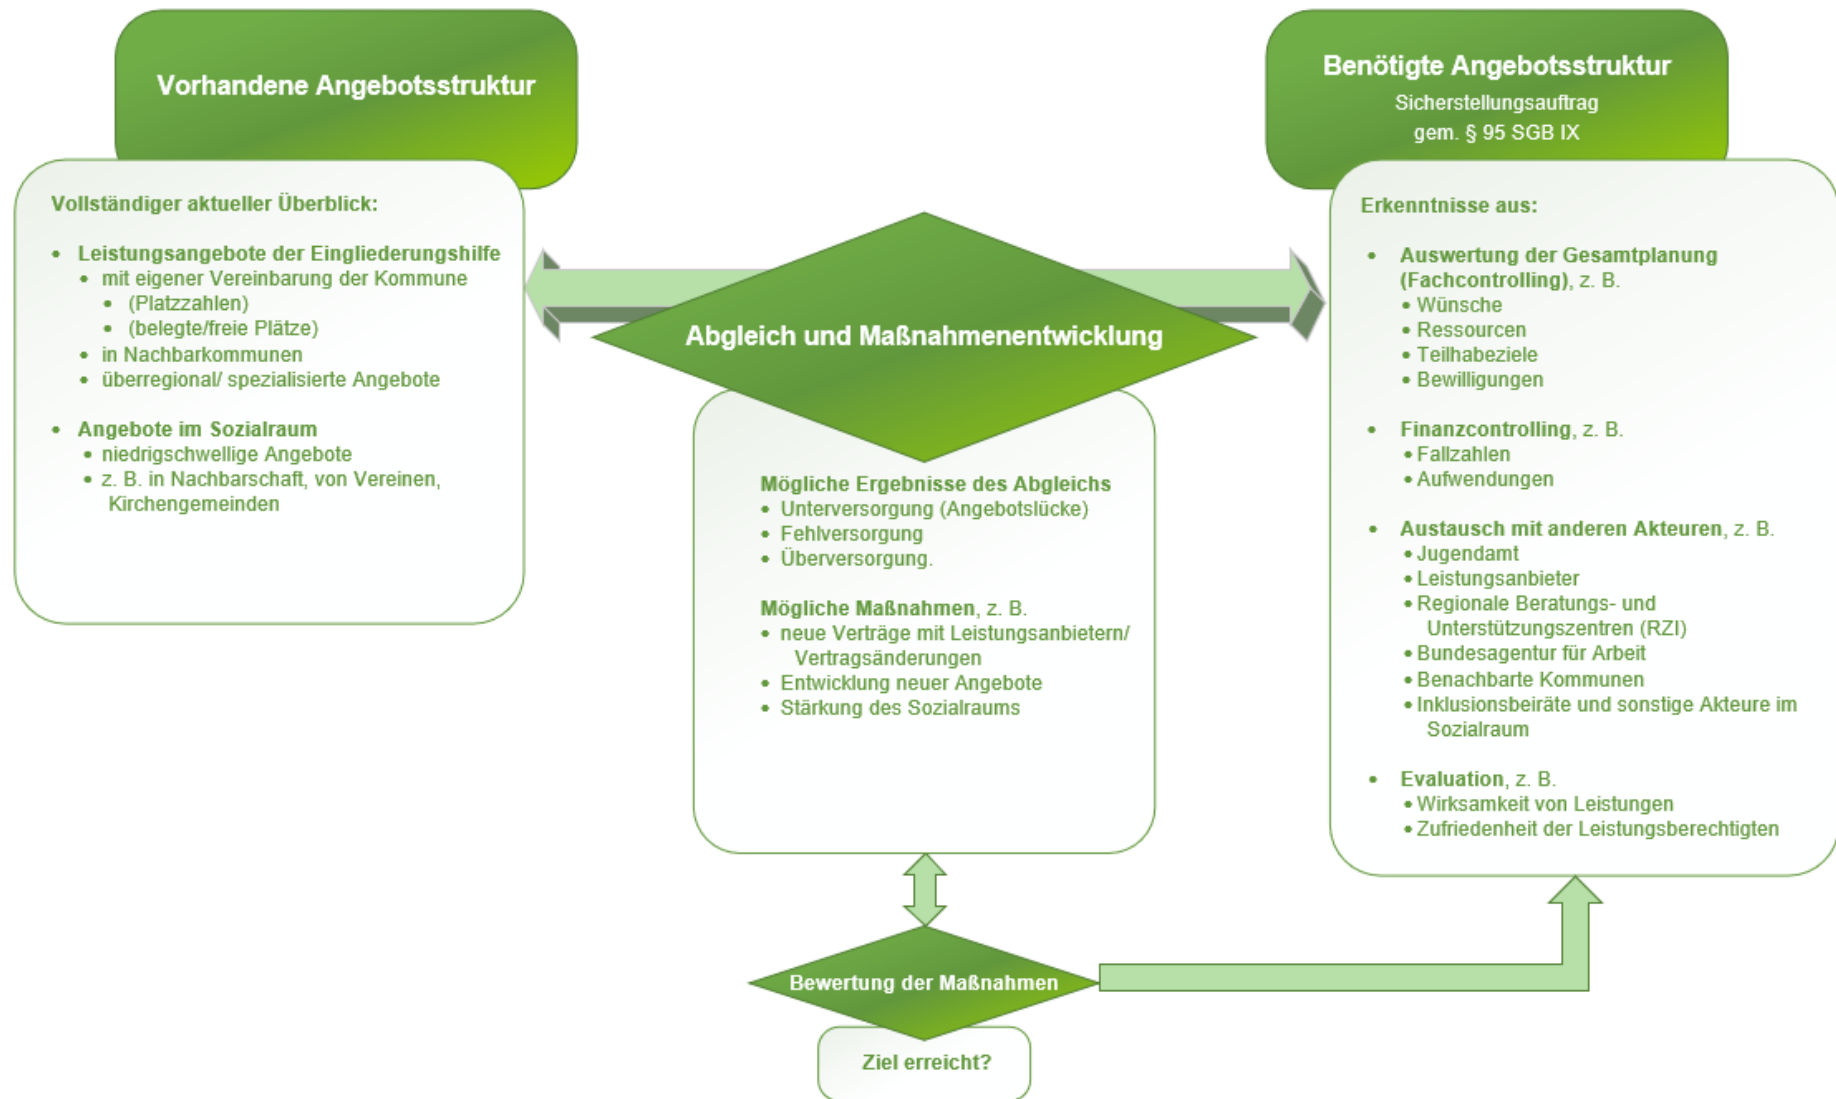 Vorhandene Angebotsstruktur
Vollständiger aktueller Überblick:
• Leistungsangebote der Eingliederungshilfe
• mit eigener Vereinbarung der Kommune
• (Platzzahlen)
• (belegte/freie Plätze)
• in Nachbarkommunen
• überregional/ spezialisierte Angebote
• Angebote im Sozialraum
• niedrigschwellige Angebote
• z. B. in Nachbarschaft, von Vereinen,
Kirchengemeinden
Abgleich und Maßnahmenentwicklung
Mögliche Ergebnisse des Abgleichs
• Unterversorgung (Angebotslücke)
• Fehlversorgung
• Überversorgung.
Mögliche Maßnahmen, z. B.
• neue Verträge mit Leistungsanbietern/
Vertragsänderungen
• Entwicklung neuer Angebote
• Stärkung des Sozialraums
Benötigte Angebotsstruktur
Sicherstellungsauftrag
gem. § 95 SGB IX
Erkenntnisse aus:
• Auswertung der Gesamtplanung
(Fachcontrolling), z. B.
• Wünsche
• Ressourcen
• Teilhabeziele
• Bewilligungen
• Finanzcontrolling, z. B.
• Fallzahlen
• Aufwendungen
• Austausch mit anderen Akteuren, z. B.
• Jugendamt
• Leistungsanbieter
• Regionale Beratungs- und
Unterstützungszentren (RZI)
• Bundesagentur für Arbeit
• Benachbarte Kommunen
• Inklusionsbeiräte und sonstige Akteure im
Sozialraum
• Evaluation, z. B.
• Wirksamkeit von Leistungen
• Zufriedenheit der Leistungsberechtigten
Bewertung der Maßnahmen
Ziel erreicht?